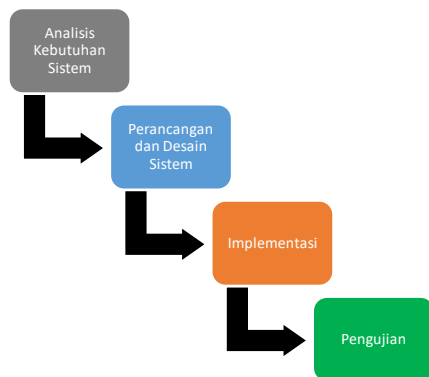 Analisis
Kebutuhan
Sistem
Perancangan
dan Desain
Sistem
Implementasi
Pengujian